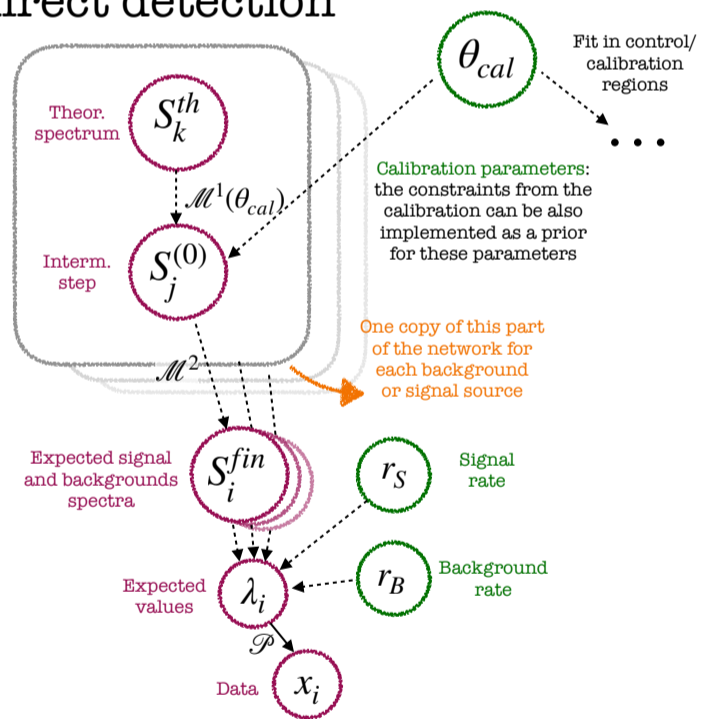 direct detection
θ_cal
Fit in control/
calibration
regions
• • •
Theor.
spectrum
S_k^th
ℳ¹(θ_cal)
Calibration parameters:
the constraints from the
calibration can be also
implemented as a prior
for these parameters
Interm.
step
S_j^(0)
One copy of this part
of the network for
each background
or signal source
ℳ²
Expected signal
and backgrounds
spectra
S_i^fin
r_S
Signal
rate
Expected
values
λ_i
r_B
Background
rate
𝒫
Data
x_i